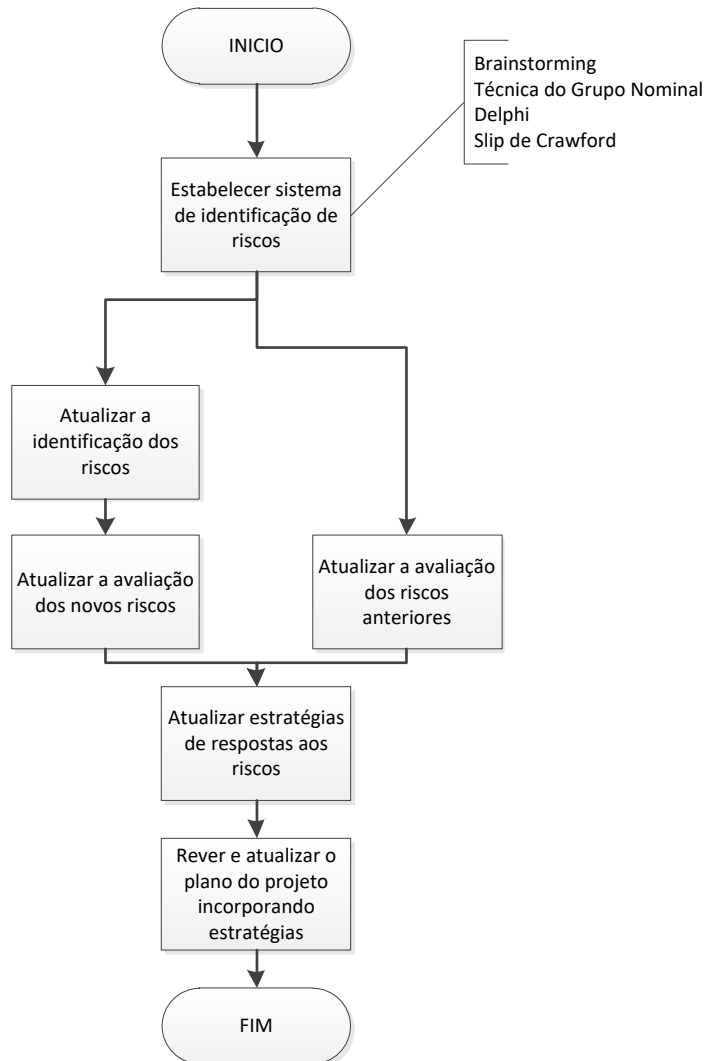 INICIO
Brainstorming
Técnica do Grupo Nominal
Delphi
Slip de Crawford
Estabelecer sistema
de identificação de
riscos
Atualizar a
identificação dos
riscos
Atualizar a avaliação
dos novos riscos
Atualizar a avaliação
dos riscos
anteriores
Atualizar estratégias
de respostas aos
riscos
Rever e atualizar o
plano do projeto
incorporando
estratégias
FIM